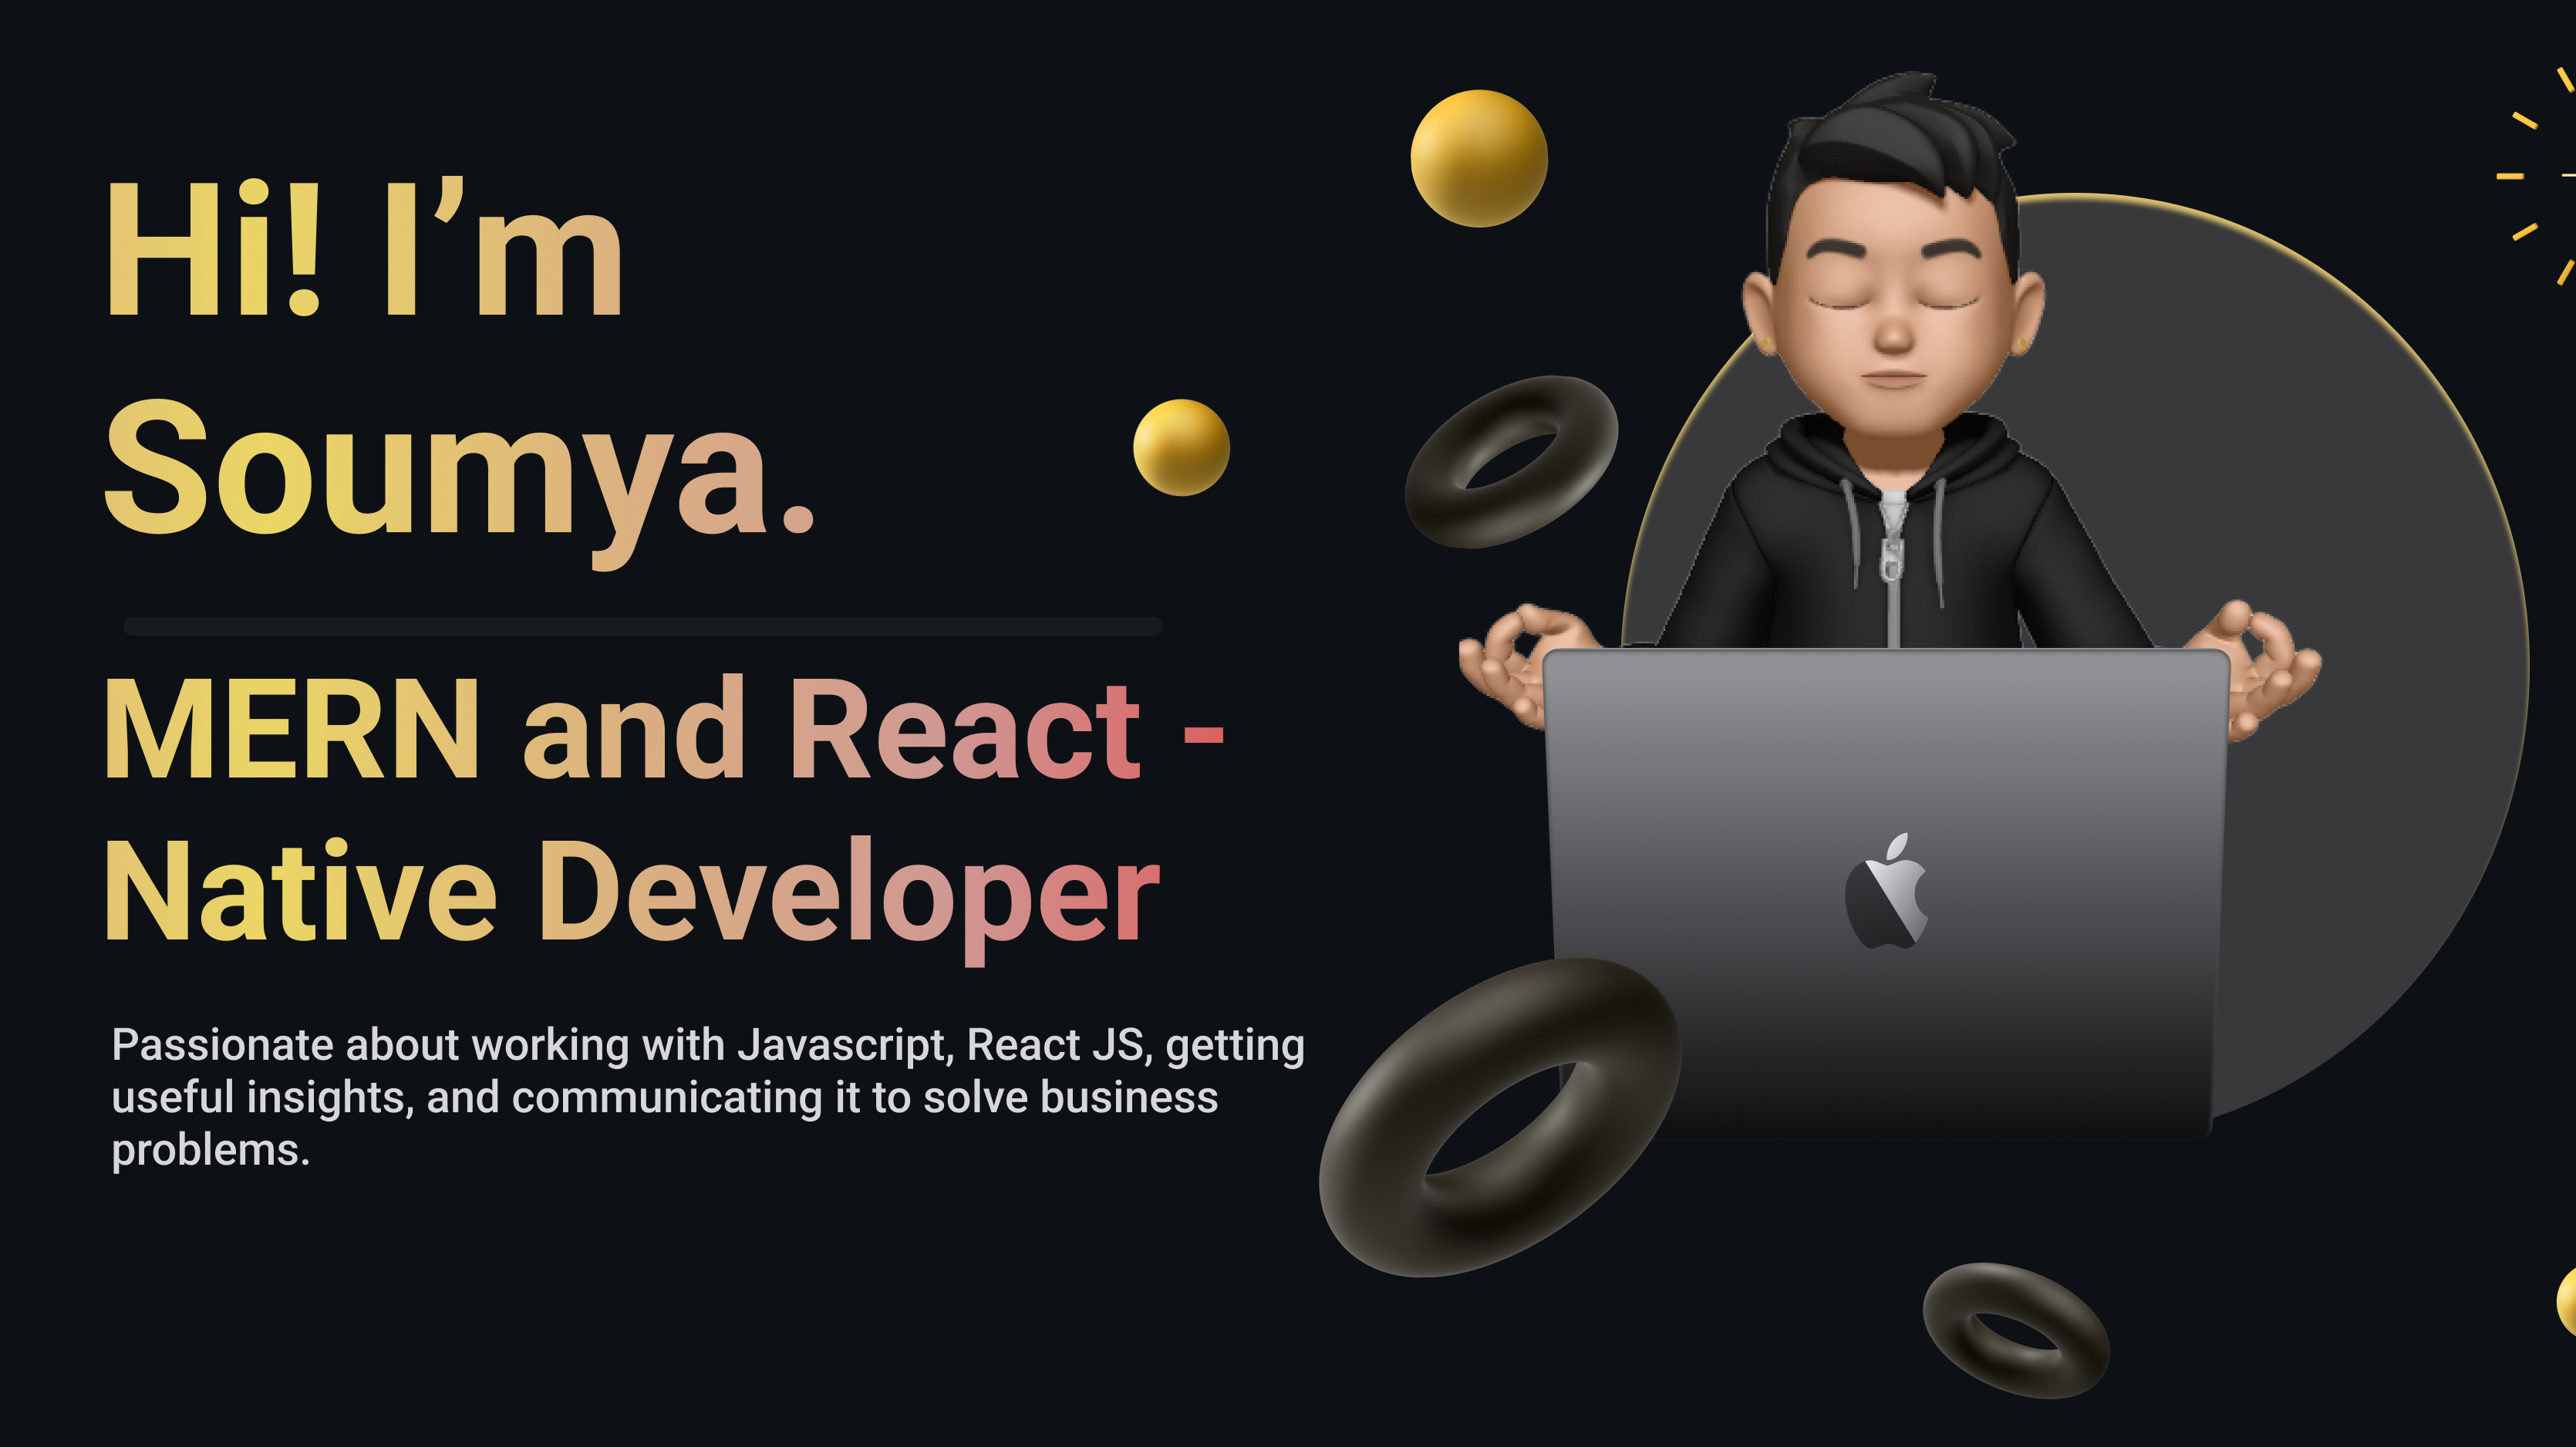 Hi! I’m
Soumya.
MERN and React -
Native Developer
Passionate about working with Javascript, React JS, getting
useful insights, and communicating it to solve business
problems.